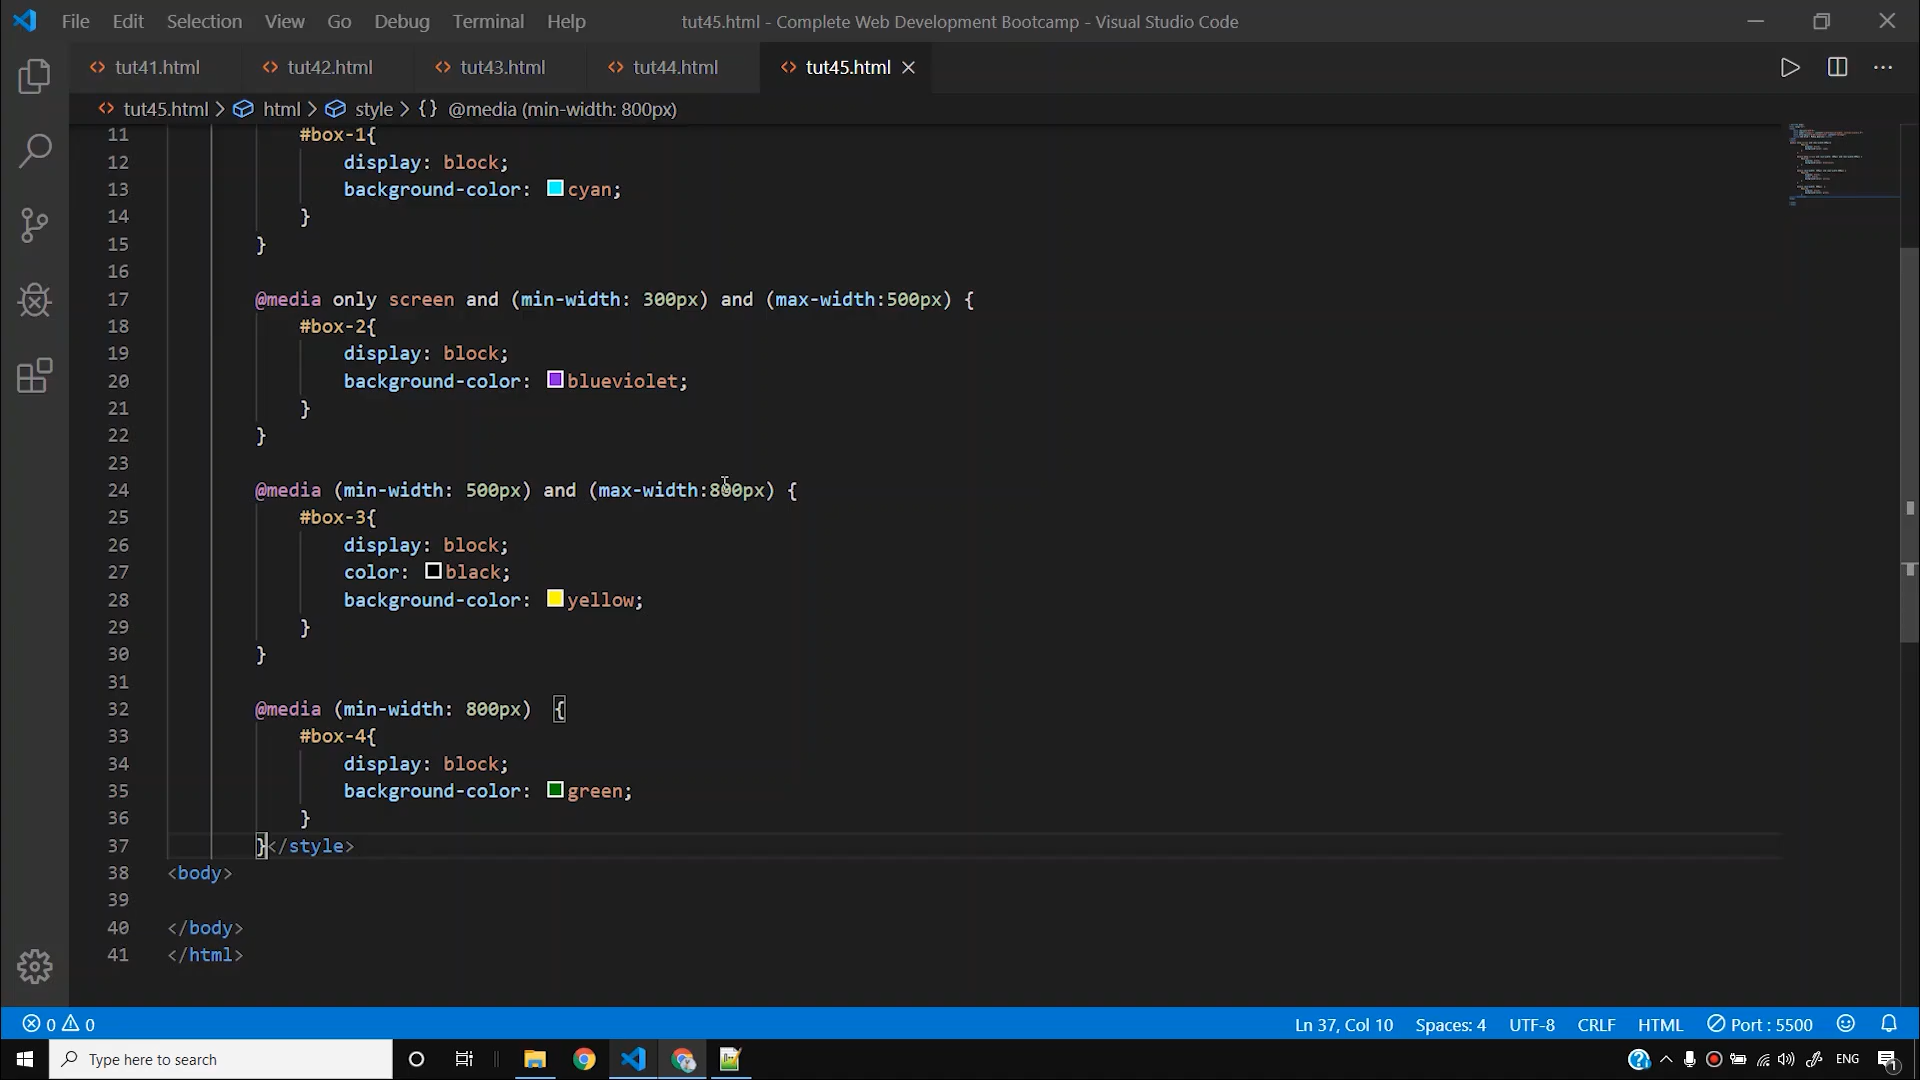 File Edit Selection View Go Debug Terminal Help tut45.html - Complete Web Development Bootcamp - Visual Studio Code
tut41.html tut42.html tut43.html tut44.html tut45.html
tut45.html > html > style > {} @media (min-width: 800px)
11 #box-1{
12 display: block;
13 background-color: cyan;
14 }
15 }
16
17 @media only screen and (min-width: 300px) and (max-width:500px) {
18 #box-2{
19 display: block;
20 background-color: blueviolet;
21 }
22 }
23
24 @media (min-width: 500px) and (max-width:800px) {
25 #box-3{
26 display: block;
27 color: black;
28 background-color: yellow;
29 }
30 }
31
32 @media (min-width: 800px) {
33 #box-4{
34 display: block;
35 background-color: green;
36 }
37 }</style>
38 <body>
39
40 </body>
41 </html>
0 0 Ln 37, Col 10 Spaces: 4 UTF-8 CRLF HTML Port : 5500
Type here to search ENG 1